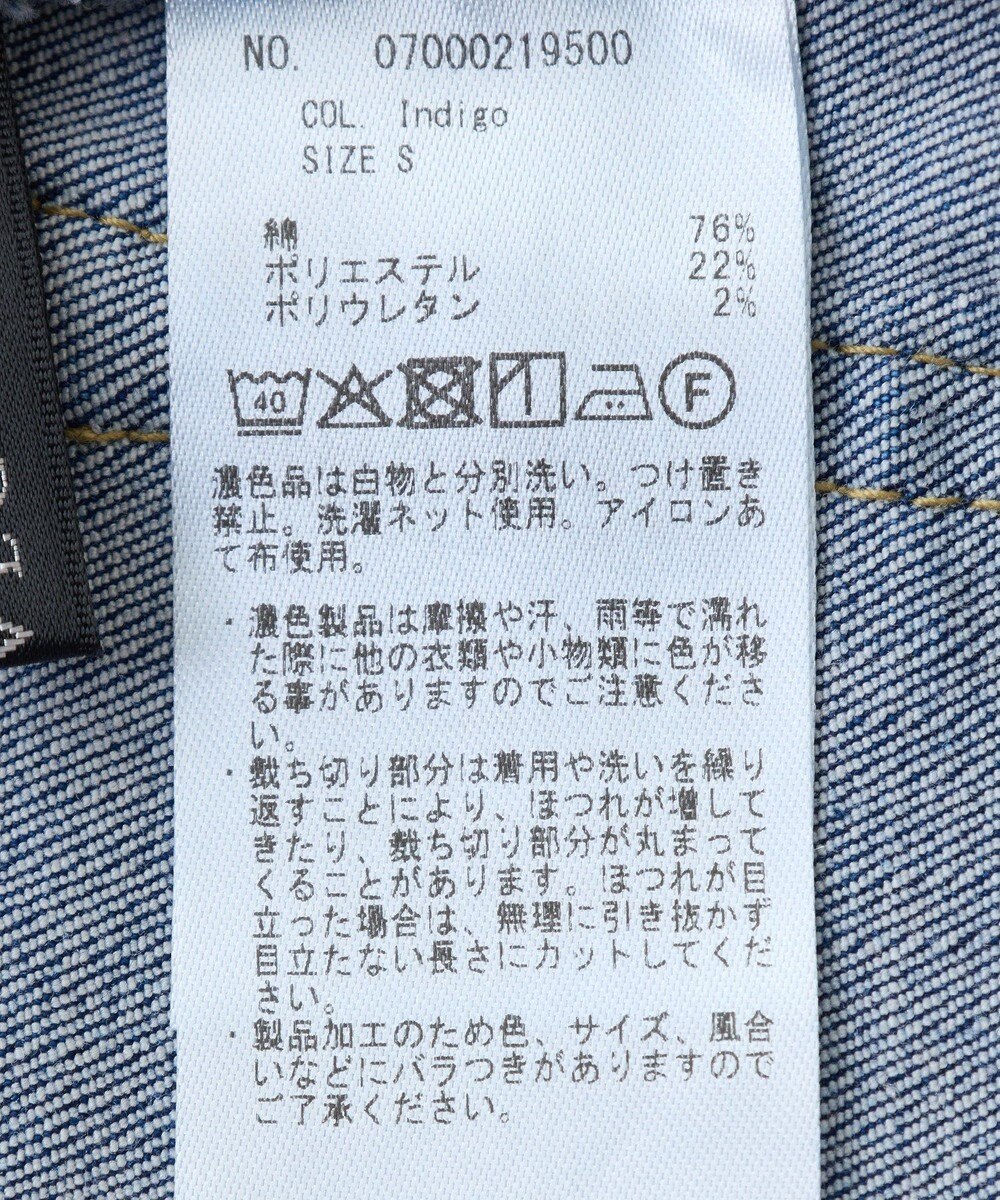 NO. 07000219500
COL. Indigo
SIZE S
綿 76%
ポリエステル 22%
ポリウレタン 2%
40 F
濃色品は白物と分別洗い。つけ置き
禁止。洗濯ネット使用。アイロンあ
て布使用。
・濃色製品は摩擦や汗、雨等で濡れ
た際に他の衣類や小物類に色が移
る事がありますのでご注意くださ
い。
・裁ち切り部分は着用や洗いを繰り
返すことにより、ほつれが増して
きたり、裁ち切り部分が丸まって
くることがあります。ほつれが目
立った場合は、無理に引き抜かず
目立たない長さにカットしてくだ
さい。
・製品加工のため色、サイズ、風合
いなどにバラつきがありますので
ご了承ください。